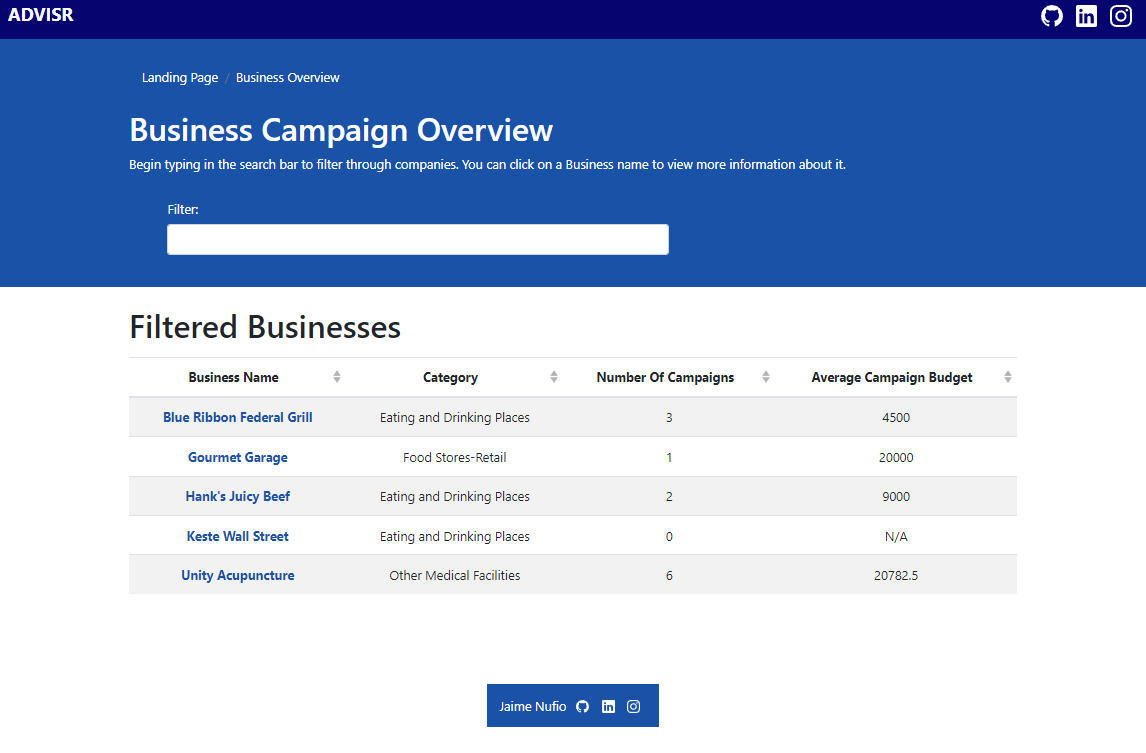 ADVISR
Landing Page / Business Overview
Business Campaign Overview
Begin typing in the search bar to filter through companies. You can click on a Business name to view more information about it.
Filter:
Filtered Businesses
Business Name Category Number Of Campaigns Average Campaign Budget
Blue Ribbon Federal Grill Eating and Drinking Places 3 4500
Gourmet Garage Food Stores-Retail 1 20000
Hank's Juicy Beef Eating and Drinking Places 2 9000
Keste Wall Street Eating and Drinking Places 0 N/A
Unity Acupuncture Other Medical Facilities 6 20782.5
Jaime Nufio